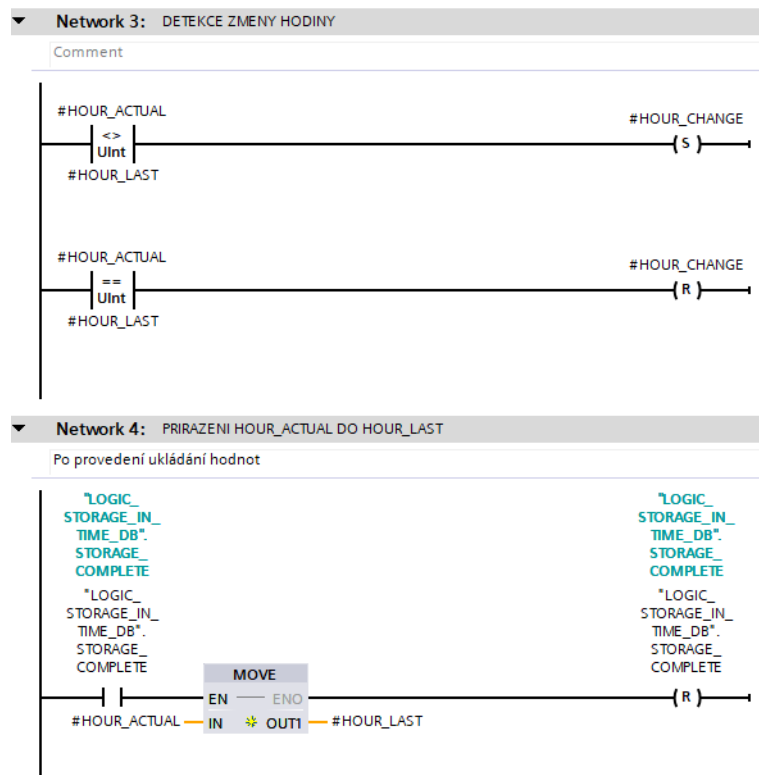 Network 3: DETEKCE ZMENY HODINY
Comment
#HOUR_ACTUAL
#HOUR_CHANGE
<>
UInt
S
#HOUR_LAST
#HOUR_ACTUAL
#HOUR_CHANGE
==
UInt
R
#HOUR_LAST
Network 4: PRIRAZENI HOUR_ACTUAL DO HOUR_LAST
Po provedení ukládání hodnot
"LOGIC_
STORAGE_IN_
TIME_DB".
STORAGE_
COMPLETE
"LOGIC_
STORAGE_IN_
TIME_DB".
STORAGE_
COMPLETE
"LOGIC_
STORAGE_IN_
TIME_DB".
STORAGE_
COMPLETE
"LOGIC_
STORAGE_IN_
TIME_DB".
STORAGE_
COMPLETE
MOVE
EN ENO
R
#HOUR_ACTUAL IN OUT1 #HOUR_LAST